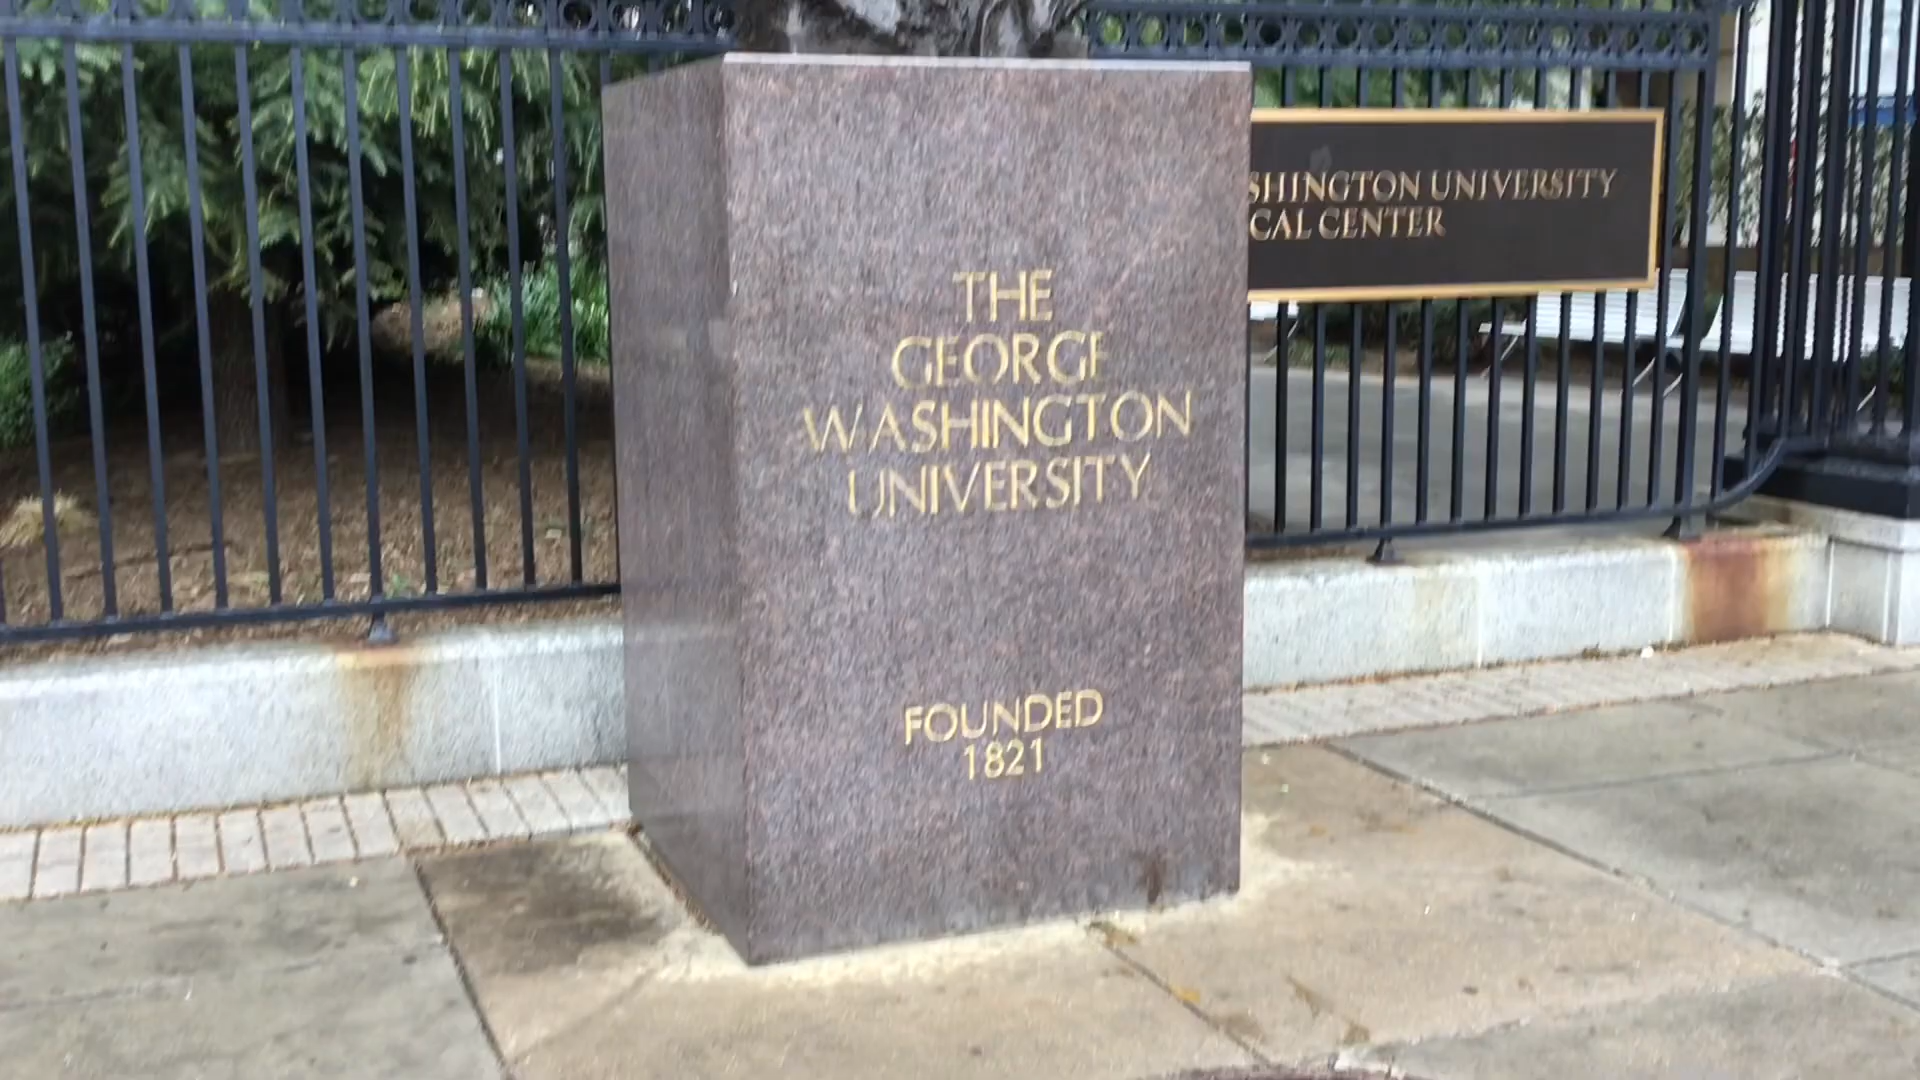 THE
GEORGE
WASHINGTON
UNIVERSITY
FOUNDED
1821
SHINGTON UNIVERSITY
CAL CENTER